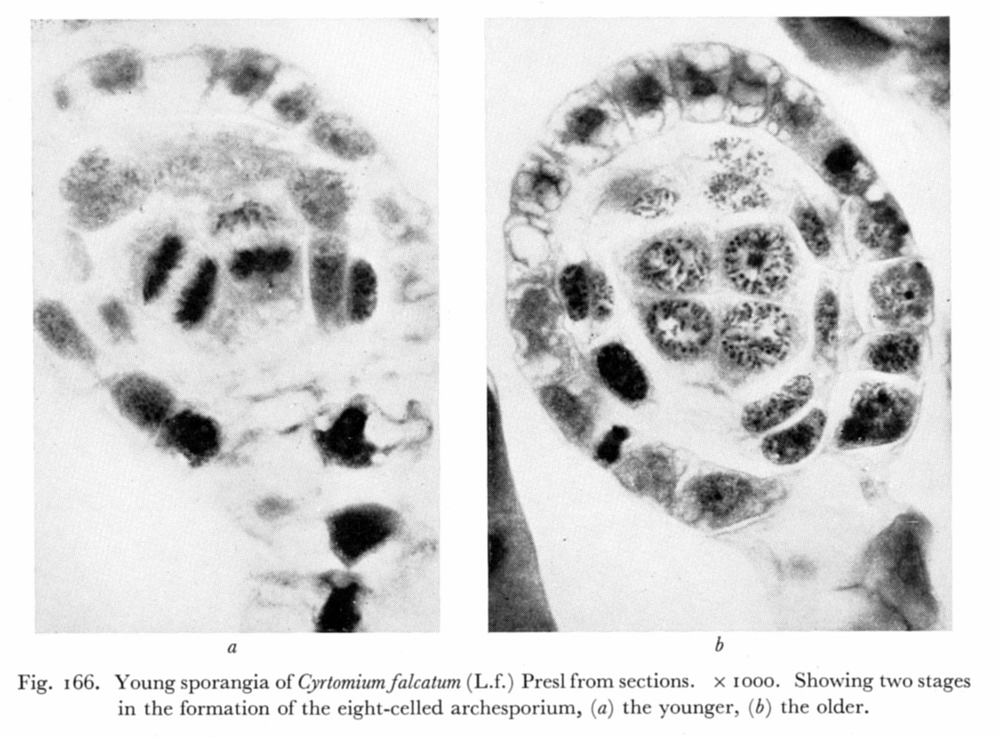 a
b
Fig. 166. Young sporangia of Cyrtomium falcatum (L.f.) Presl from sections. × 1000. Showing two stages
in the formation of the eight-celled archesporium, (a) the younger, (b) the older.